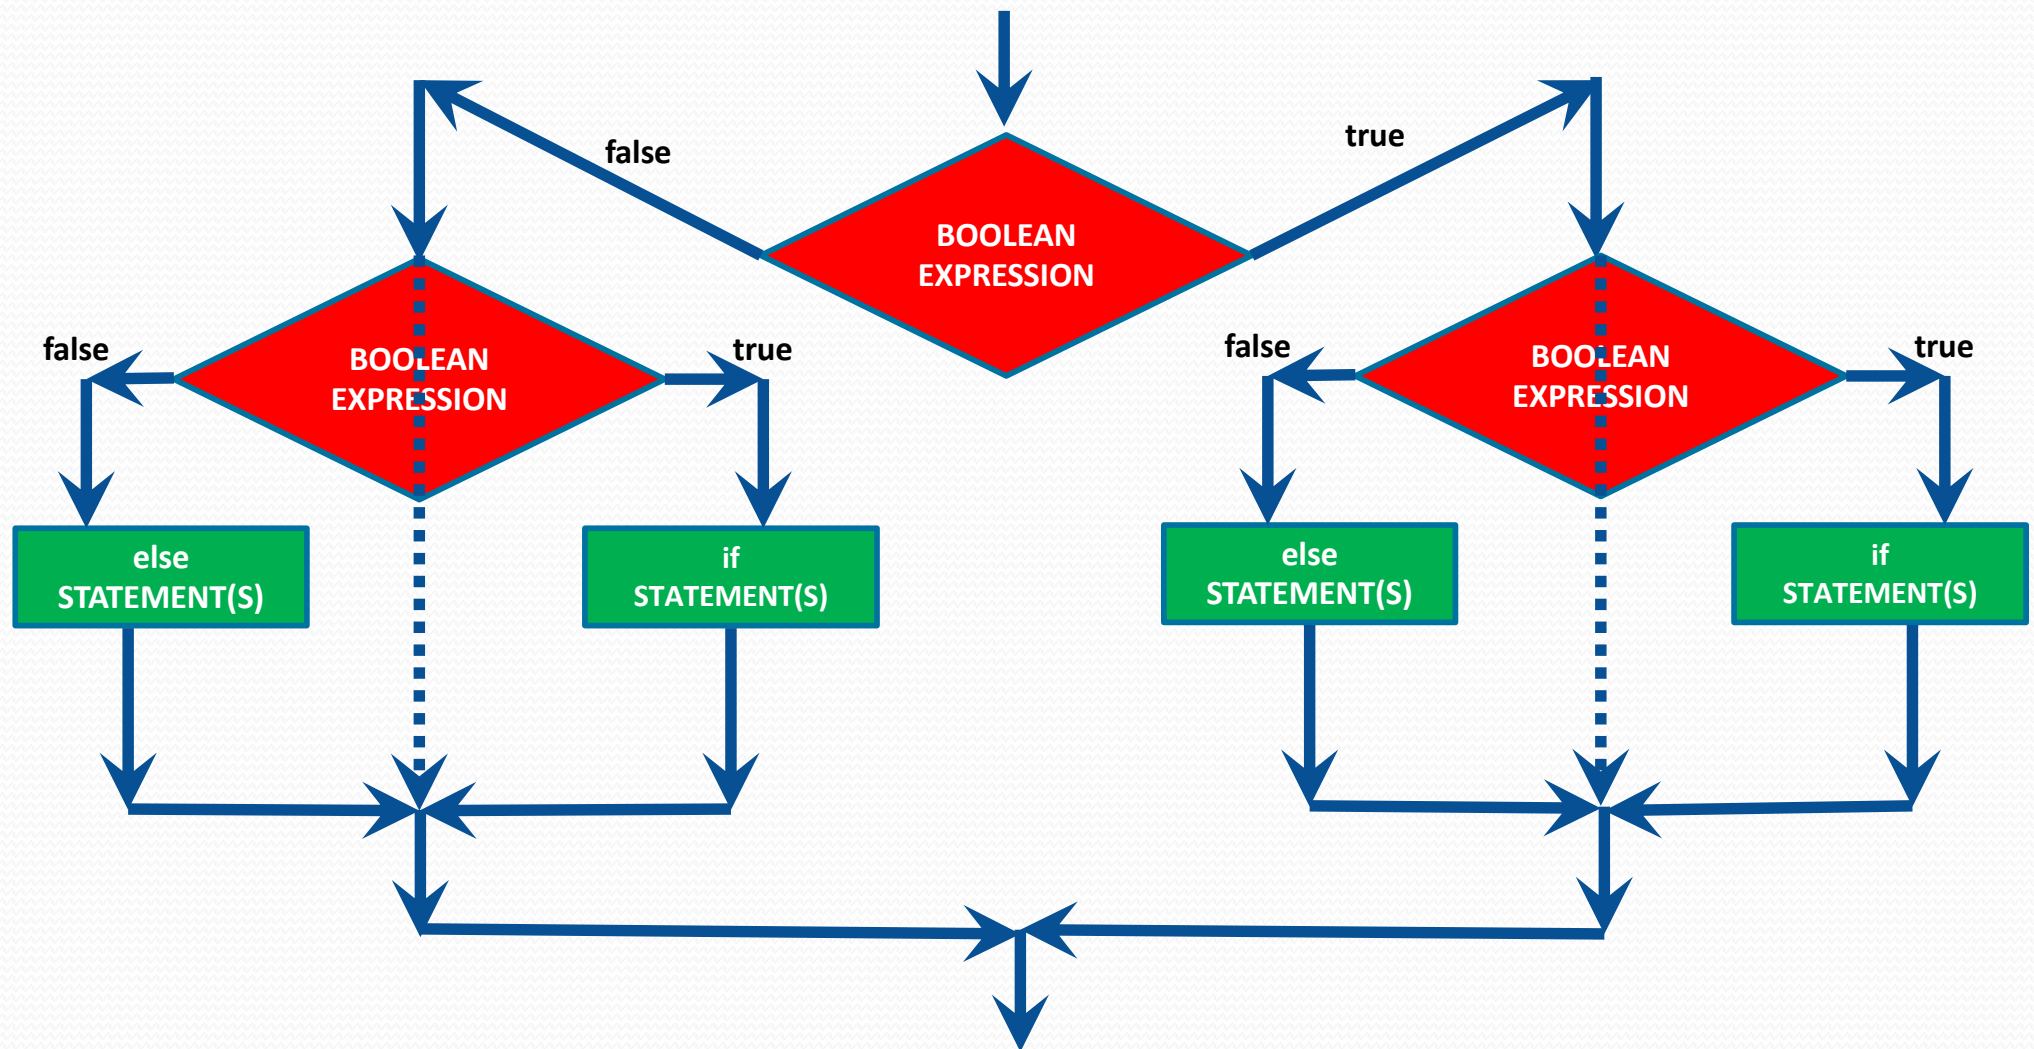 false
true
BOOLEAN
EXPRESSION
false
BOOLEAN
EXPRESSION
true
false
BOOLEAN
EXPRESSION
true
else
STATEMENT(S)
if
STATEMENT(S)
else
STATEMENT(S)
if
STATEMENT(S)